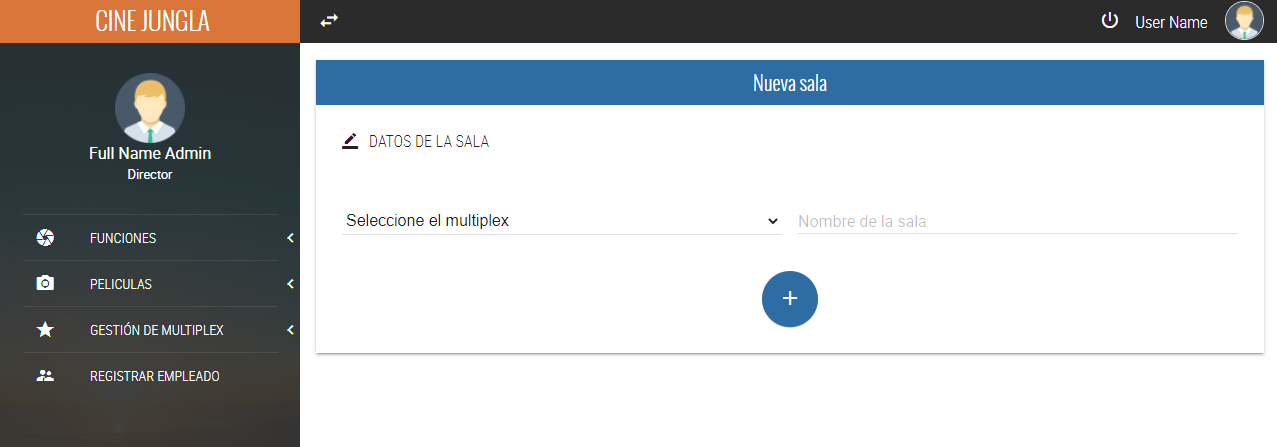 CINE JUNGLA
User Name
Full Name Admin
Director
FUNCIONES
PELICULAS
GESTIÓN DE MULTIPLEX
REGISTRAR EMPLEADO
Nueva sala
DATOS DE LA SALA
Seleccione el multiplex
Nombre de la sala
+